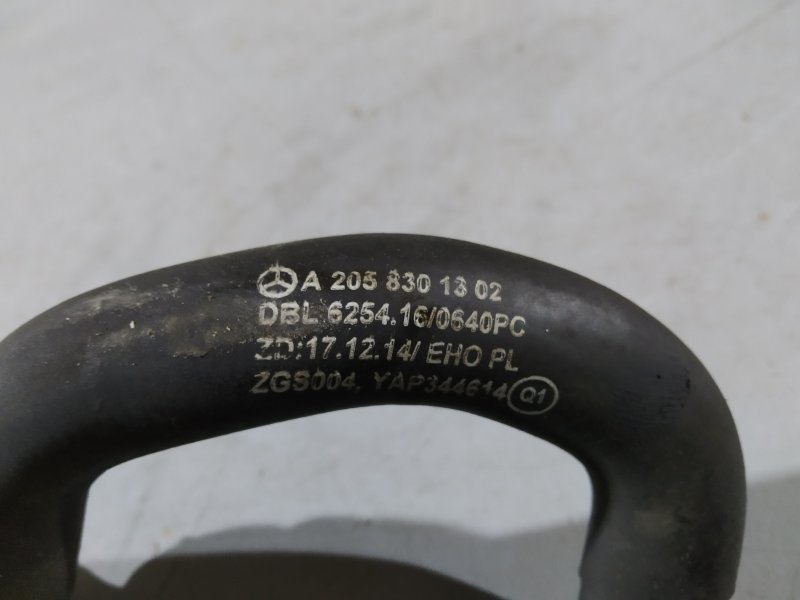 A 205 830 13 02
DBL 6254.16/0640PC
ZD:17.12.14/ EHO PL
ZGS004, YAP344614 Q1